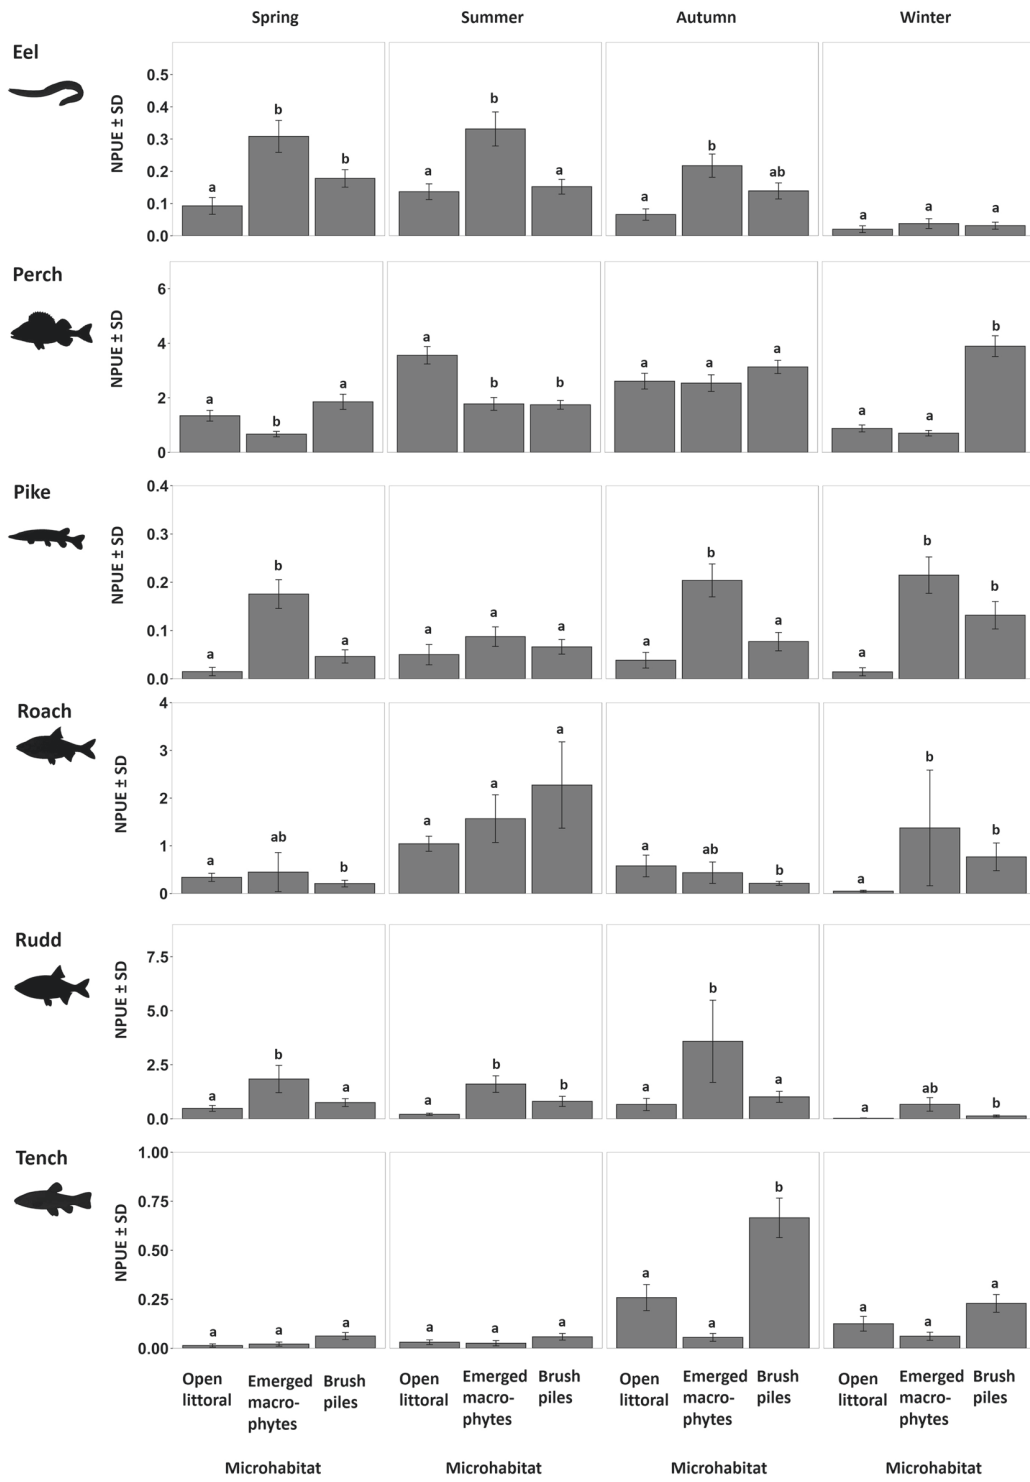 Spring Summer Autumn Winter
Eel
NPUE ± SD
0.5
0.4
0.3
0.2
0.1
0.0
a b b
a b a
a b ab
a a a
Perch
NPUE ± SD
6
4
2
0
a b a
a b b
a a a
a a b
Pike
NPUE ± SD
0.4
0.3
0.2
0.1
0.0
a b a
a a a
a b a
a b b
Roach
NPUE ± SD
4
3
2
1
0
a ab b
a a a
a ab b
a b b
Rudd
NPUE ± SD
7.5
5.0
2.5
0.0
a b a
a b b
a b a
a ab b
Tench
NPUE ± SD
1.00
0.75
0.50
0.25
0.00
a a a
a a a
a a b
a a a
Open
littoral
Emerged
macro-
phytes
Brush
piles
Open
littoral
Emerged
macro-
phytes
Brush
piles
Open
littoral
Emerged
macro-
phytes
Brush
piles
Open
littoral
Emerged
macro-
phytes
Brush
piles
Microhabitat Microhabitat Microhabitat Microhabitat